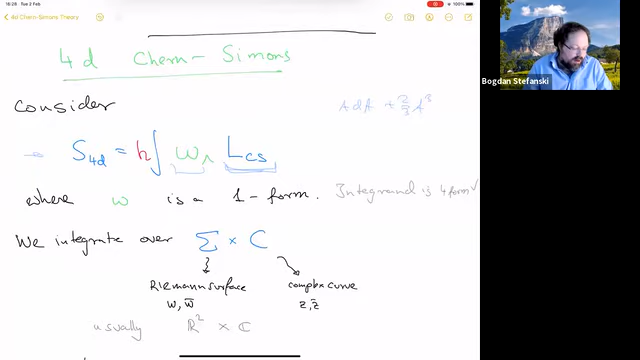 18:28 Tue 2 Feb
100%
4d Chern-Simons Theory
4d Chern-Simons
Consider
AdA + 2/3 A³
S4d = ħ∫ ω∧ LCS
where ω is a 1-form.
Integrand is 4 form ✓
We integrate over Σ × C
Riemann surface
complex curve
w, w̄
z, z̄
usually ℝ² × ℂ
Bogdan Stefanski